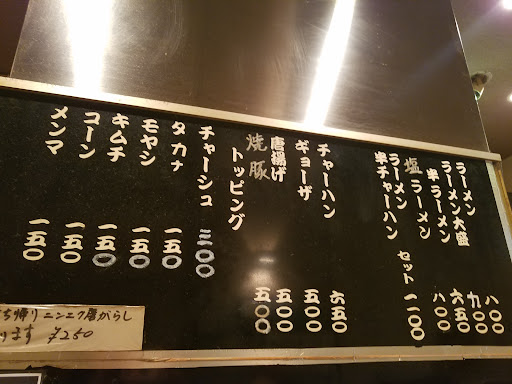 ラーメン 八〇〇
ラーメン大盛 九〇〇
半ラーメン 六五〇
塩ラーメン 八〇〇
ラーメン
半チャーハン セット 一一〇〇
チャーハン 六五〇
ギョーザ 五〇〇
唐揚げ 五〇〇
焼豚 五〇〇
トッピング
チャーシュ 三〇〇
タカナ 一五〇
モヤシ 一五〇
キムチ 一五〇
コーン 一五〇
メンマ 一五〇
ち帰り ニンニク唐がらし
ります ¥250